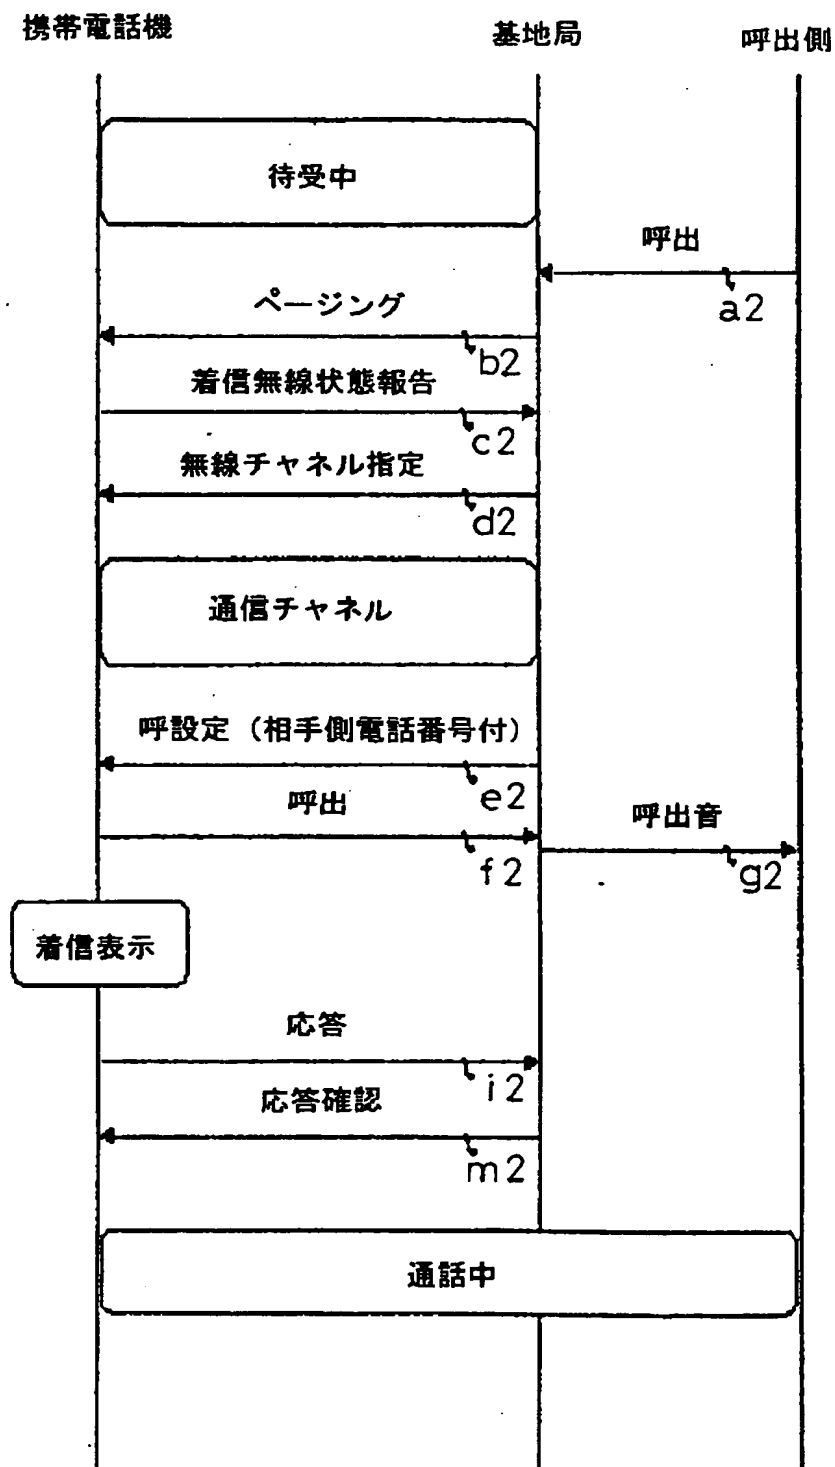 携帯電話機
基地局
呼出側
待受中
呼出
a2
ページング
b2
着信無線状態報告
c2
無線チャネル指定
d2
通信チャネル
呼設定（相手側電話番号付）
e2
呼出
f2
呼出音
g2
着信表示
応答
i2
応答確認
m2
通話中